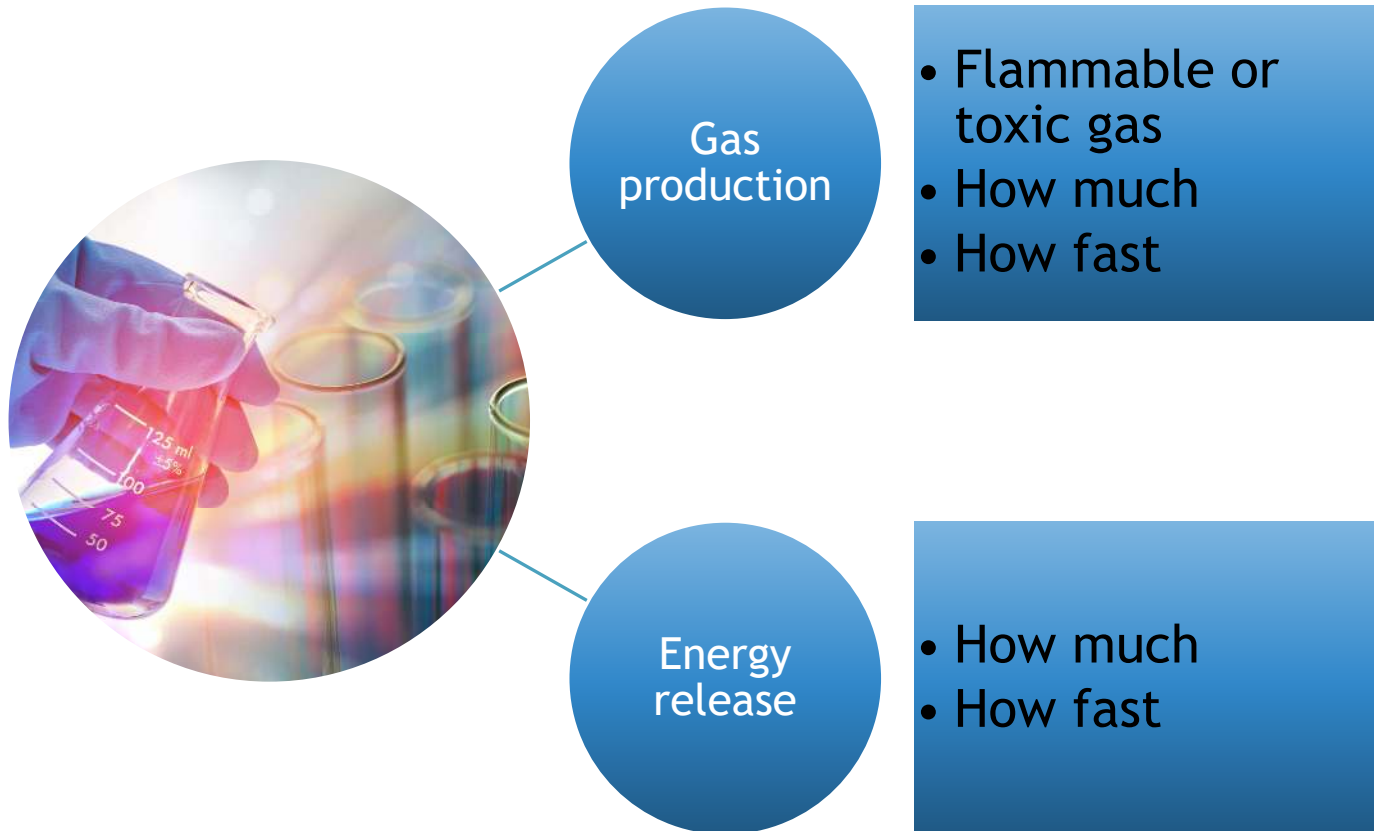 Gas
production
• Flammable or
toxic gas
• How much
• How fast
125 ml
±5%
100
75
50
Energy
release
• How much
• How fast